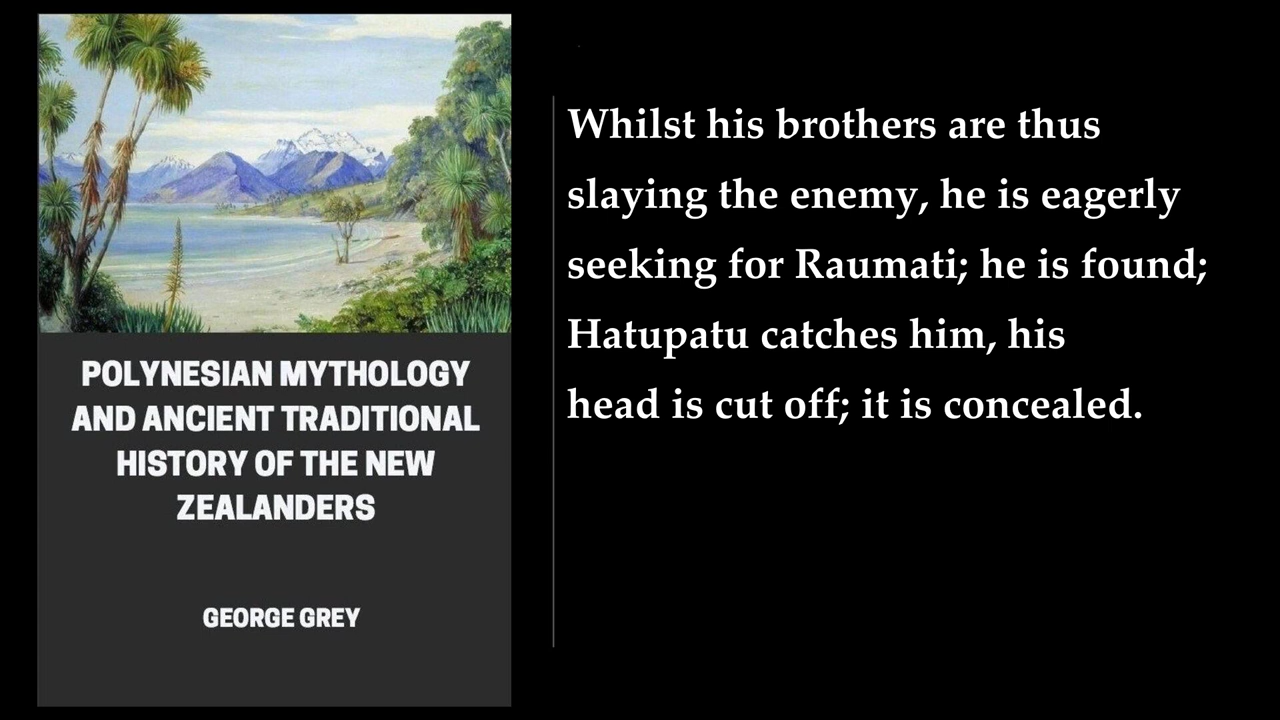 POLYNESIAN MYTHOLOGY
AND ANCIENT TRADITIONAL
HISTORY OF THE NEW
ZEALANDERS
GEORGE GREY
Whilst his brothers are thus
slaying the enemy, he is eagerly
seeking for Raumati; he is found;
Hatupatu catches him, his
head is cut off; it is concealed.